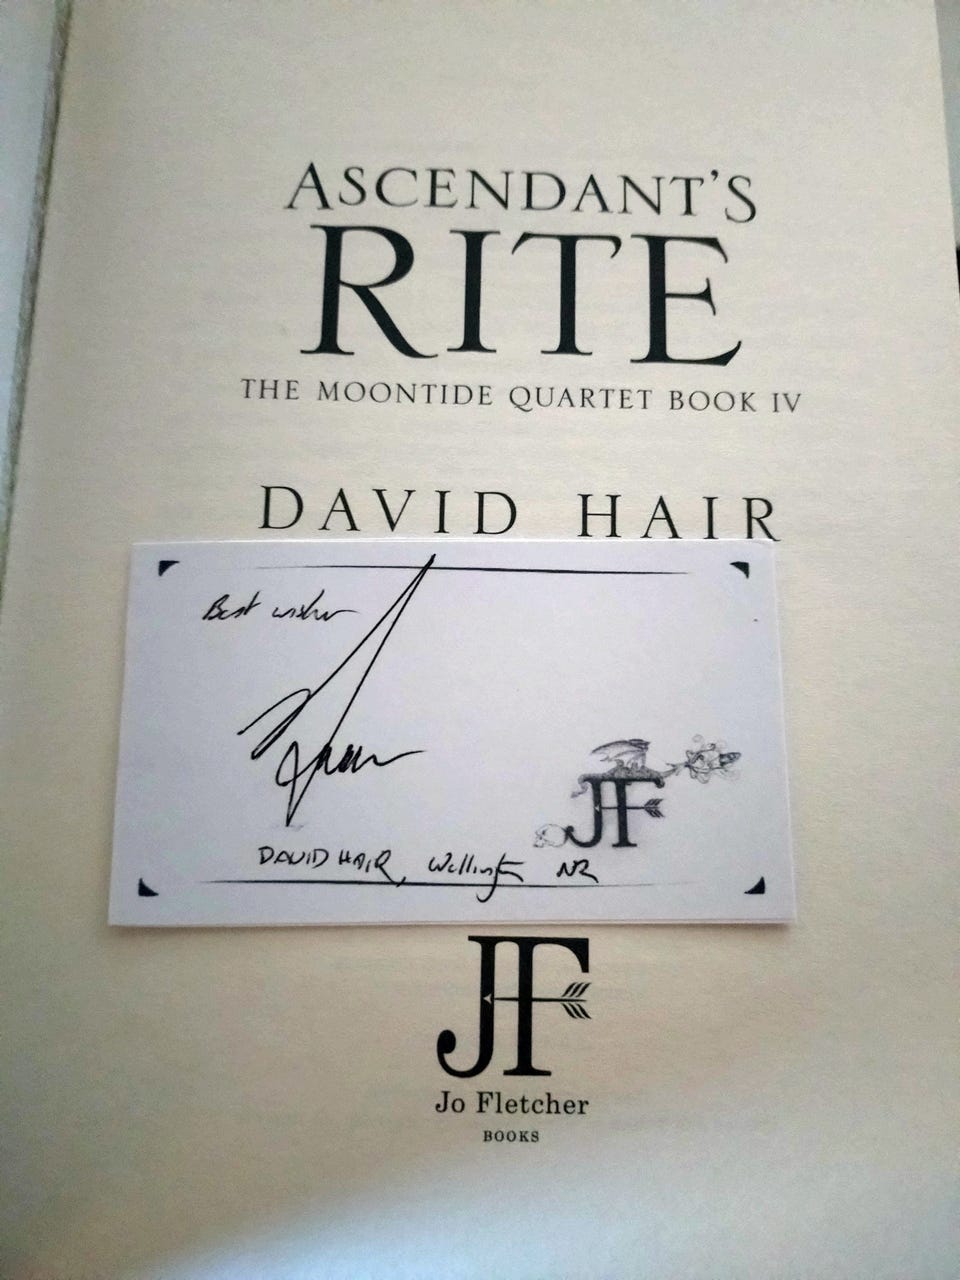 ASCENDANT'S
RITE
THE MOONTIDE QUARTET BOOK IV
DAVID HAIR
Best wishes
DAVID HAIR, Wellington NZ
JF
JF
Jo Fletcher
BOOKS